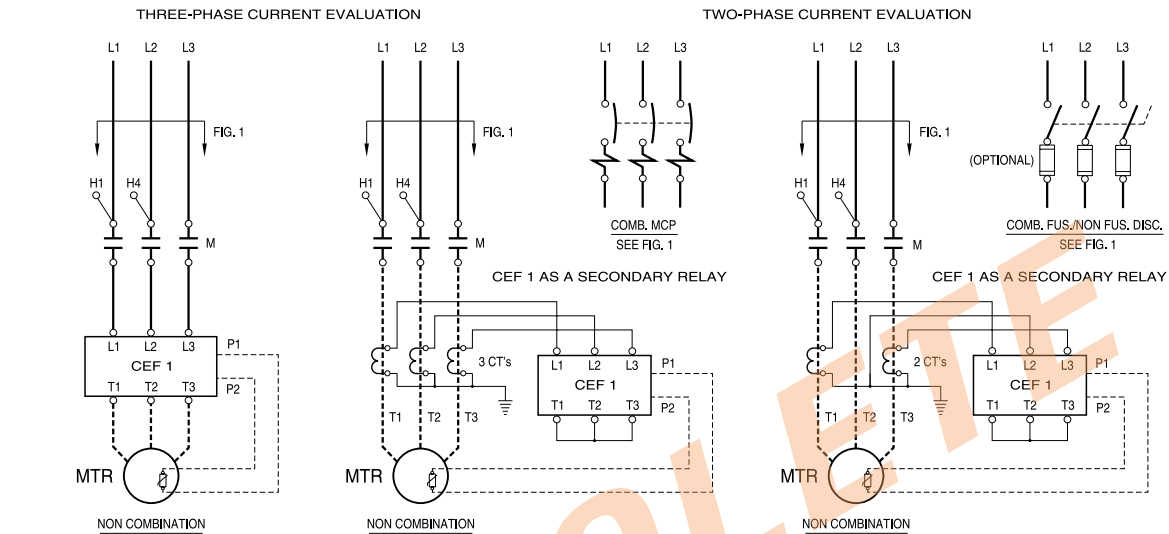 THREE-PHASE CURRENT EVALUATION
TWO-PHASE CURRENT EVALUATION
L1 L2 L3
L1 L2 L3
L1 L2 L3
L1 L2 L3
L1 L2 L3
FIG. 1
FIG. 1
FIG. 1
(OPTIONAL)
H1 H4
H1 H4
H1 H4
COMB. MCP
SEE FIG. 1
COMB. FUS./NON FUS. DISC.
SEE FIG. 1
M
M
M
CEF 1 AS A SECONDARY RELAY
CEF 1 AS A SECONDARY RELAY
L1 L2 L3
CEF 1
T1 T2 T3
P1
P2
3 CT's
L1 L2 L3
CEF 1
T1 T2 T3
P1
P2
2 CT's
L1 L2 L3
CEF 1
T1 T2 T3
P1
P2
T1 T2 T3
T1 T2 T3
MTR
MTR
MTR
NON COMBINATION
NON COMBINATION
NON COMBINATION